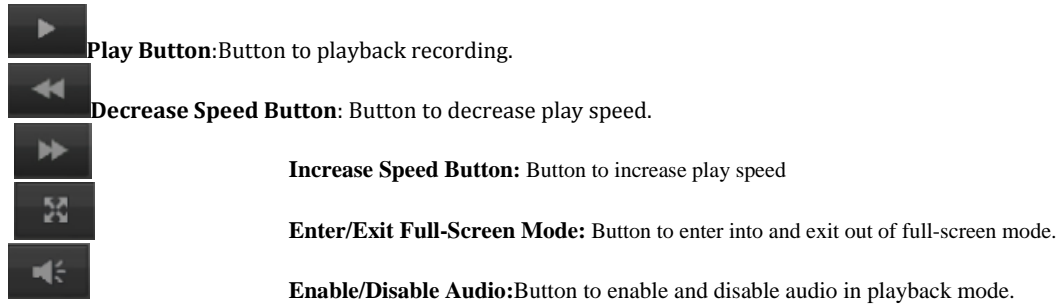 Play Button:Button to playback recording.
Decrease Speed Button: Button to decrease play speed.
Increase Speed Button: Button to increase play speed
Enter/Exit Full-Screen Mode: Button to enter into and exit out of full-screen mode.
Enable/Disable Audio:Button to enable and disable audio in playback mode.